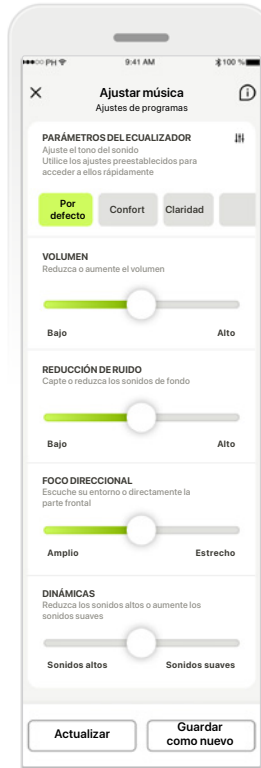 PH
9:41 AM
100 %
Ajustar música
Ajustes de programas
PARÁMETROS DEL ECUALIZADOR
Ajuste el tono del sonido
Utilice los ajustes preestablecidos para
acceder a ellos rápidamente
Por
defecto
Confort
Claridad
VOLUMEN
Reduzca o aumente el volumen
Bajo
Alto
REDUCCIÓN DE RUIDO
Capte o reduzca los sonidos de fondo
Bajo
Alto
FOCO DIRECCIONAL
Escuche su entorno o directamente la
parte frontal
Amplio
Estrecho
DINÁMICAS
Reduzca los sonidos altos o aumente los
sonidos suaves
Sonidos altos
Sonidos suaves
Actualizar
Guardar
como nuevo